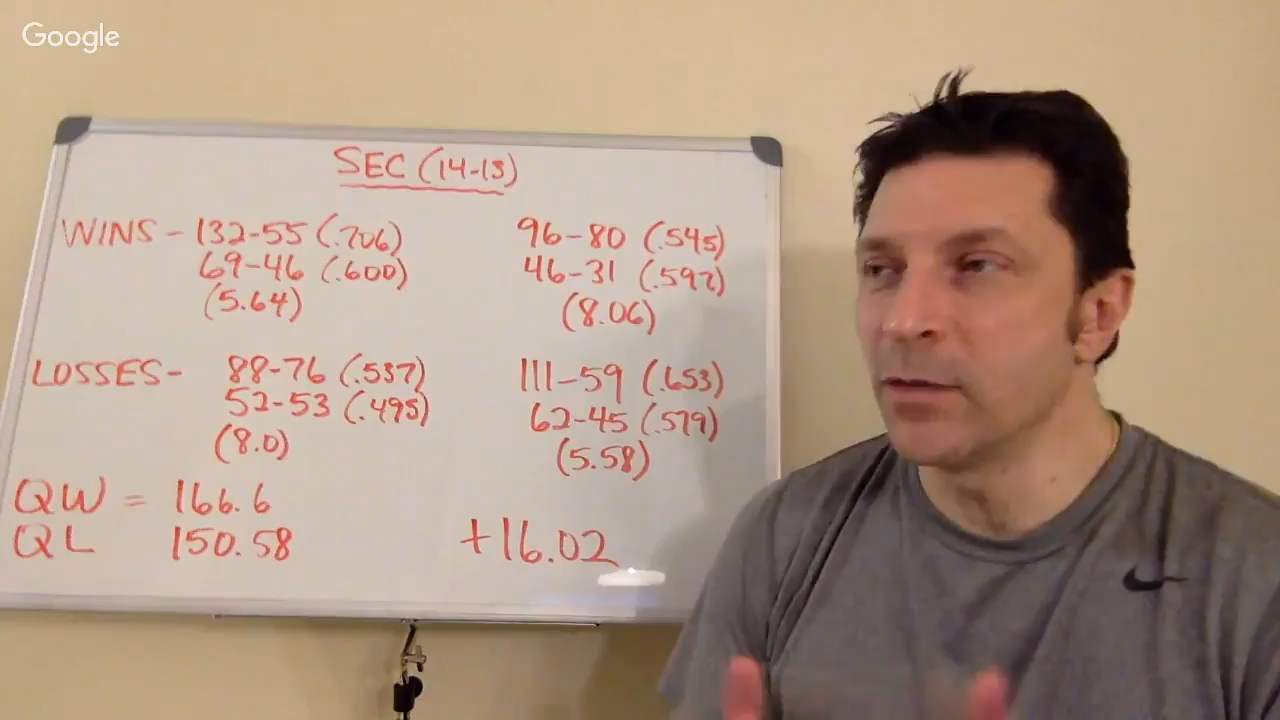 Google
SEC (14-13)
WINS - 132-55 (.706) 96-80 (.545)
69-46 (.600) 46-31 (.597)
(5.64) (8.06)
LOSSES- 88-76 (.537) 111-59 (.653)
52-53 (.495) 62-45 (.579)
(8.0) (5.58)
QW = 166.6
QL 150.58 +16.02